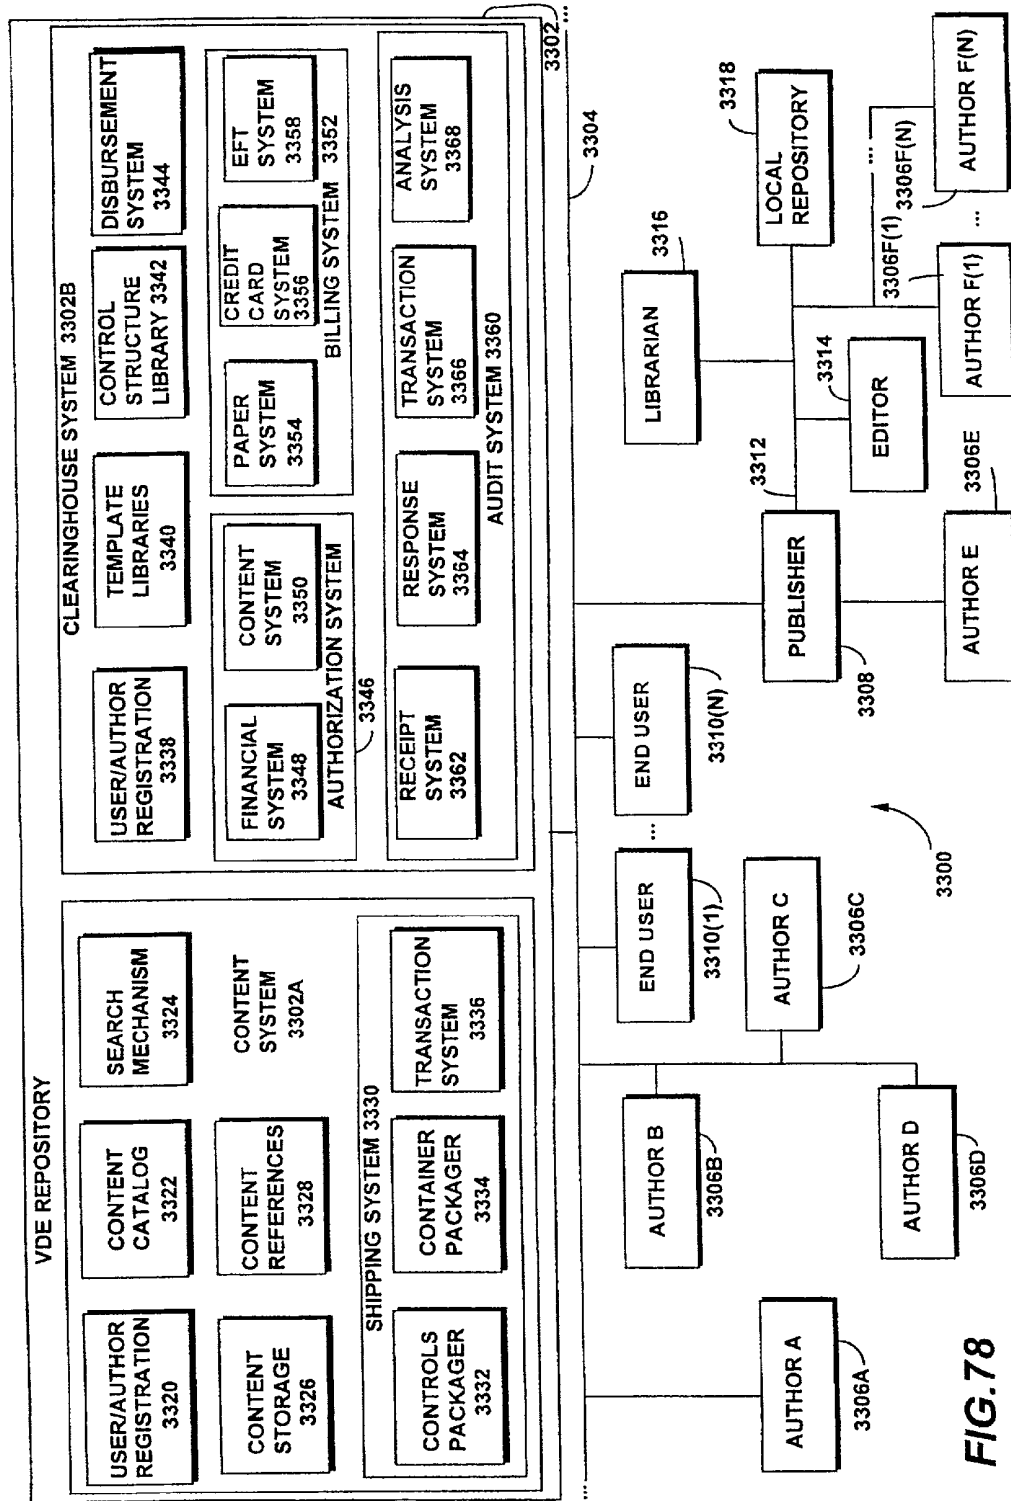 VDE REPOSITORY
3302
USER/AUTHOR
REGISTRATION
3320
CONTENT
CATALOG
3322
SEARCH
MECHANISM
3324
CONTENT
STORAGE
3326
CONTENT
REFERENCES
3328
CONTENT
SYSTEM
3302A
SHIPPING SYSTEM 3330
CONTROLS
PACKAGER
3332
CONTAINER
PACKAGER
3334
TRANSACTION
SYSTEM
3336
CLEARINGHOUSE SYSTEM 3302B
USER/AUTHOR
REGISTRATION
3338
TEMPLATE
LIBRARIES
3340
CONTROL
STRUCTURE
LIBRARY 3342
DISBURSEMENT
SYSTEM
3344
FINANCIAL
SYSTEM
3348
CONTENT
SYSTEM
3350
AUTHORIZATION SYSTEM
3346
PAPER
SYSTEM
3354
CREDIT
CARD
SYSTEM
3356
EFT
SYSTEM
3358
BILLING SYSTEM 3352
RECEIPT
SYSTEM
3362
RESPONSE
SYSTEM
3364
TRANSACTION
SYSTEM
3366
ANALYSIS
SYSTEM
3368
AUDIT SYSTEM 3360
3302
...
...
3304
AUTHOR A
3306A
AUTHOR B
3306B
AUTHOR C
3306C
AUTHOR D
3306D
END USER
3310(1)
...
END USER
3310(N)
3300
PUBLISHER
3308
AUTHOR E
3306E
3312
EDITOR
3314
LIBRARIAN
3316
LOCAL
REPOSITORY
3318
AUTHOR F(1)
3306F(1)
...
...
AUTHOR F(N)
3306F(N)
FIG.78